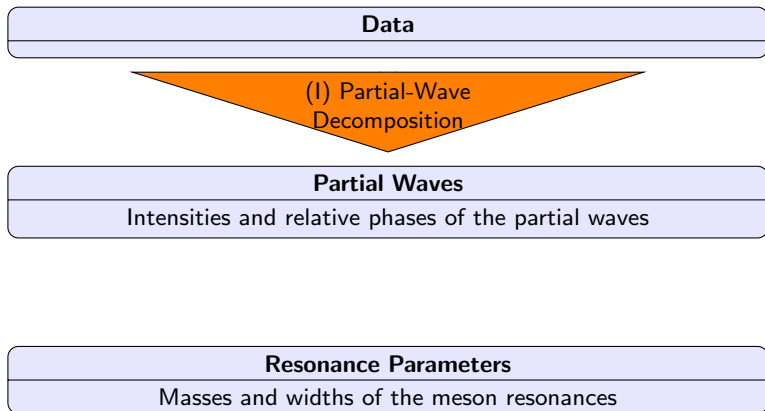 Data
(I) Partial-Wave
Decomposition
Partial Waves
Intensities and relative phases of the partial waves
Resonance Parameters
Masses and widths of the meson resonances